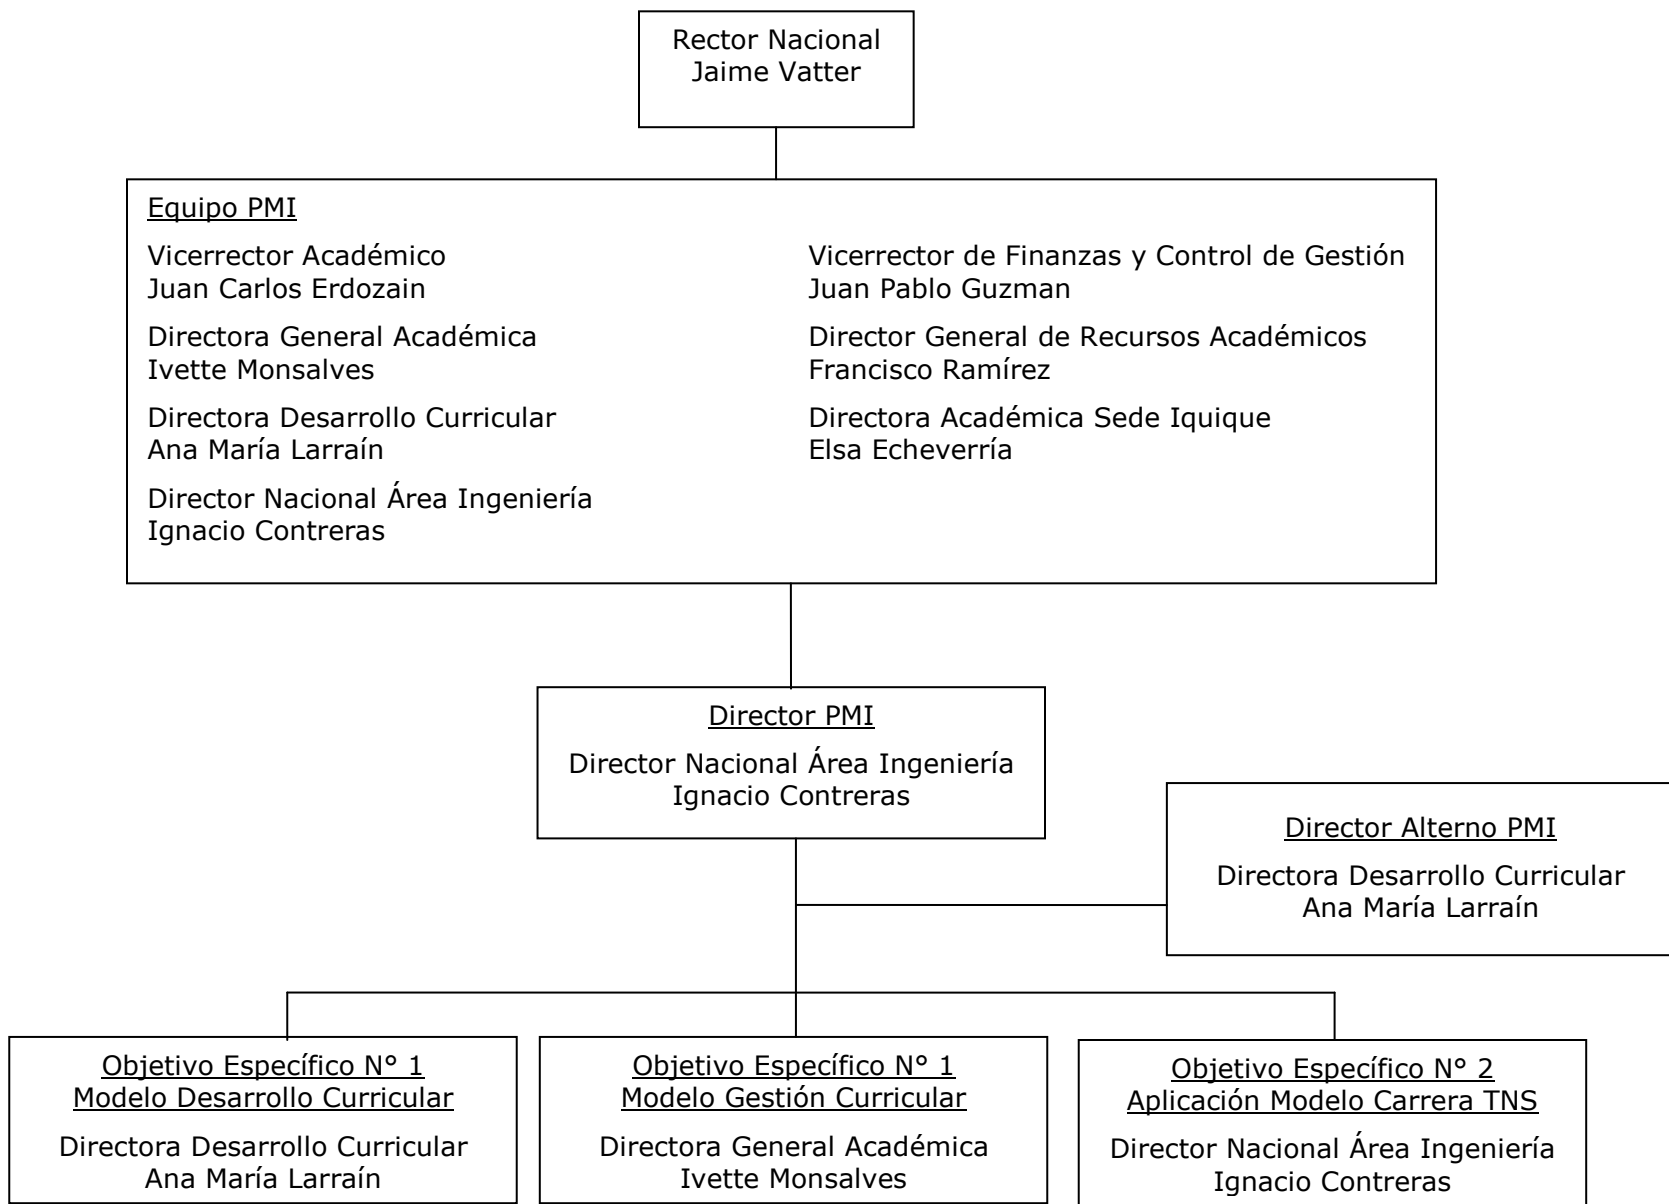 Rector Nacional
Jaime Vatter
Equipo PMI
Vicerrector Académico
Juan Carlos Erdozain
Directora General Académica
Ivette Monsalves
Directora Desarrollo Curricular
Ana María Larraín
Director Nacional Área Ingeniería
Ignacio Contreras
Vicerrector de Finanzas y Control de Gestión
Juan Pablo Guzman
Director General de Recursos Académicos
Francisco Ramírez
Directora Académica Sede Iquique
Elsa Echeverría
Director PMI
Director Nacional Área Ingeniería
Ignacio Contreras
Director Alterno PMI
Directora Desarrollo Curricular
Ana María Larraín
Objetivo Específico N° 1
Modelo Desarrollo Curricular
Directora Desarrollo Curricular
Ana María Larraín
Objetivo Específico N° 1
Modelo Gestión Curricular
Directora General Académica
Ivette Monsalves
Objetivo Específico N° 2
Aplicación Modelo Carrera TNS
Director Nacional Área Ingeniería
Ignacio Contreras